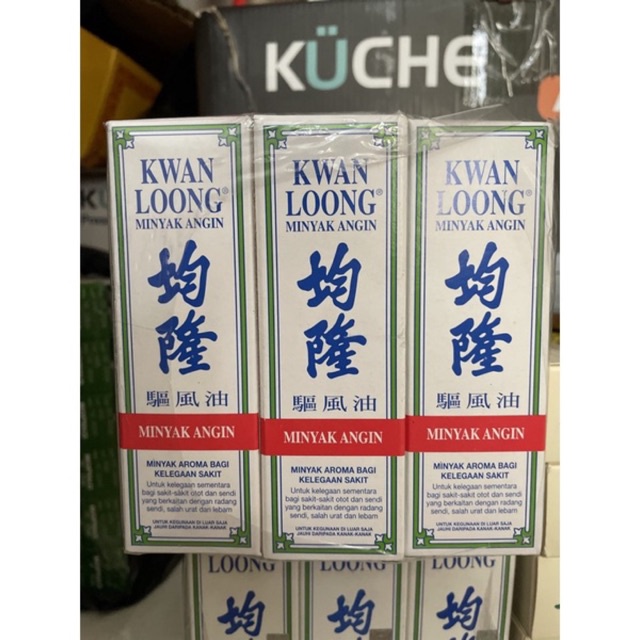 KÜCHE
KÜ
KWAN
LOONG®
MINYAK ANGIN
均
隆
驅風油
MINYAK ANGIN
MINYAK AROMA BAGI
KELEGAAN SAKIT
Untuk kelegaan sementara
bagi sakit-sakit otot dan sendi
yang berkaitan dengan radang
sendi, salah urat dan lebam
UNTUK KEGUNAAN DI LUAR SAJA
JAUHI DARIPADA KANAK-KANAK
KWAN
LOONG®
MINYAK ANGIN
均
隆
驅風油
MINYAK ANGIN
MINYAK AROMA BAGI
KELEGAAN SAKIT
Untuk kelegaan sementara
bagi sakit-sakit otot dan sendi
yang berkaitan dengan radang
sendi, salah urat dan lebam
UNTUK KEGUNAAN DI LUAR SAJA
JAUHI DARIPADA KANAK-KANAK
KWAN
LOONG®
MINYAK ANGIN
均
隆
驅風油
MINYAK ANGIN
MINYAK AROMA BAGI
KELEGAAN SAKIT
Untuk kelegaan sementara
bagi sakit-sakit otot dan sendi
yang berkaitan dengan radang
sendi, salah urat dan lebam
UNTUK KEGUNAAN DI LUAR SAJA
JAUHI DARIPADA KANAK-KANAK
LOONG
均
LOONG
均
LOONG
均